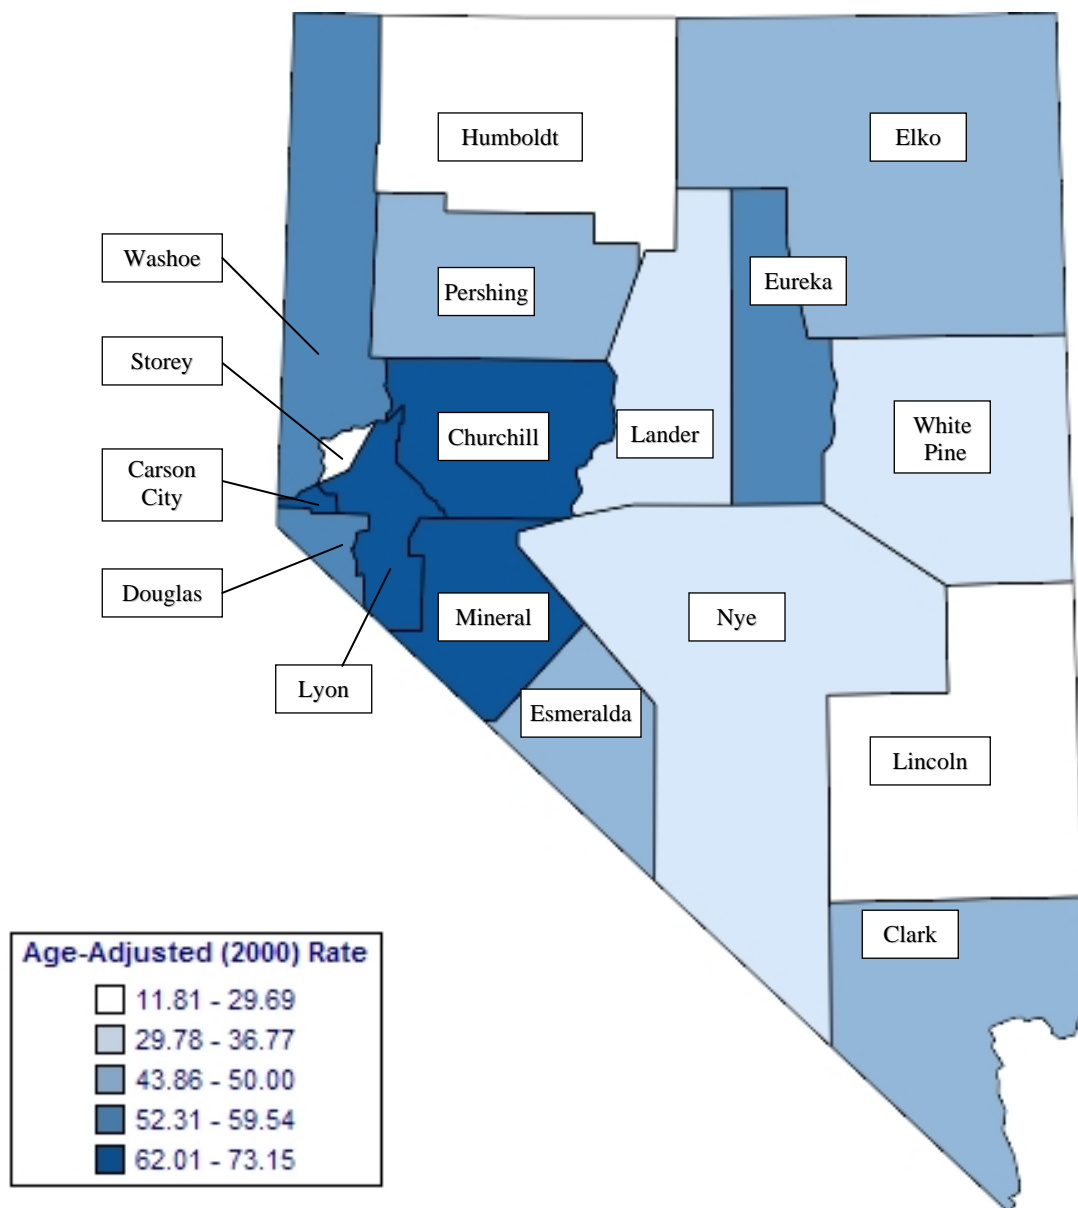 Humboldt
Elko
Washoe
Eureka
Pershing
Storey
Churchill
Lander
White
Pine
Carson
City
Douglas
Mineral
Nye
Lyon
Esmeralda
Lincoln
Clark
Age-Adjusted (2000) Rate
11.81 - 29.69
29.78 - 36.77
43.86 - 50.00
52.31 - 59.54
62.01 - 73.15